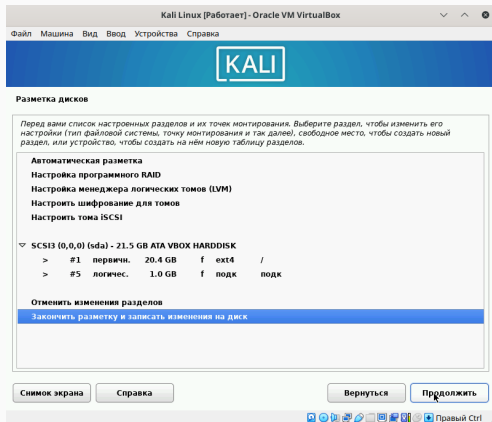 Kali Linux [Работает] - Oracle VM VirtualBox
Файл Машина Вид Ввод Устройства Справка
KALI
Разметка дисков
Перед вами список настроенных разделов и их точек монтирования. Выберите раздел, чтобы изменить его
настройки (тип файловой системы, точку монтирования и так далее), свободное место, чтобы создать новый
раздел, или устройство, чтобы создать на нём новую таблицу разделов.
Автоматическая разметка
Настройка программного RAID
Настройка менеджера логических томов (LVM)
Настроить шифрование для томов
Настроить тома iSCSI
SCSI3 (0,0,0) (sda) - 21.5 GB ATA VBOX HARDDISK
> #1 первичн. 20.4 GB f ext4 /
> #5 логичес. 1.0 GB f подк подк
Отменить изменения разделов
Закончить разметку и записать изменения на диск
Снимок экрана Справка Вернуться Продолжить
Правый Ctrl